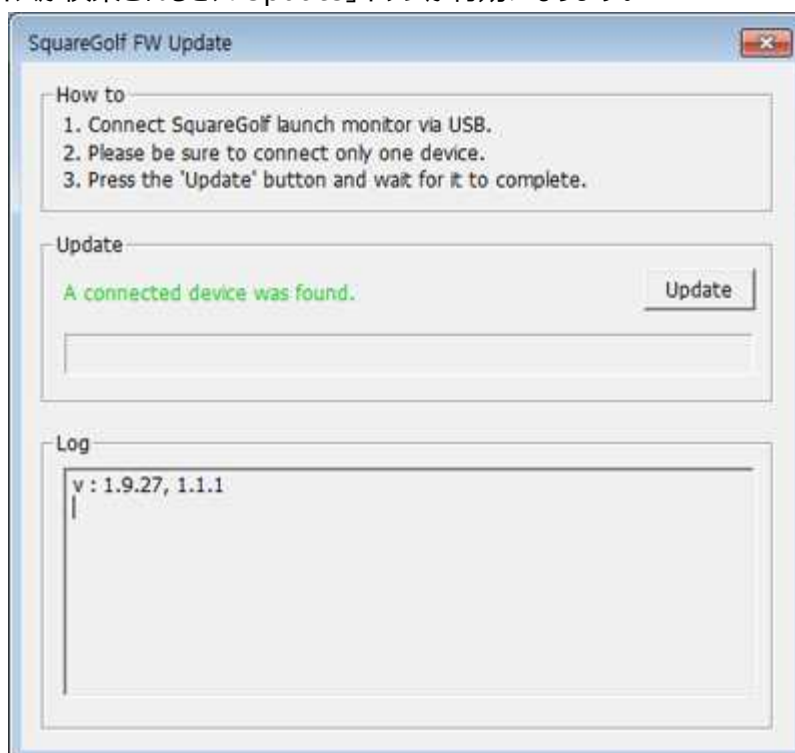 SquareGolf FW Update
How to
1. Connect SquareGolf launch monitor via USB.
2. Please be sure to connect only one device.
3. Press the 'Update' button and wait for it to complete.
Update
A connected device was found.
Update
Log
v : 1.9.27, 1.1.1